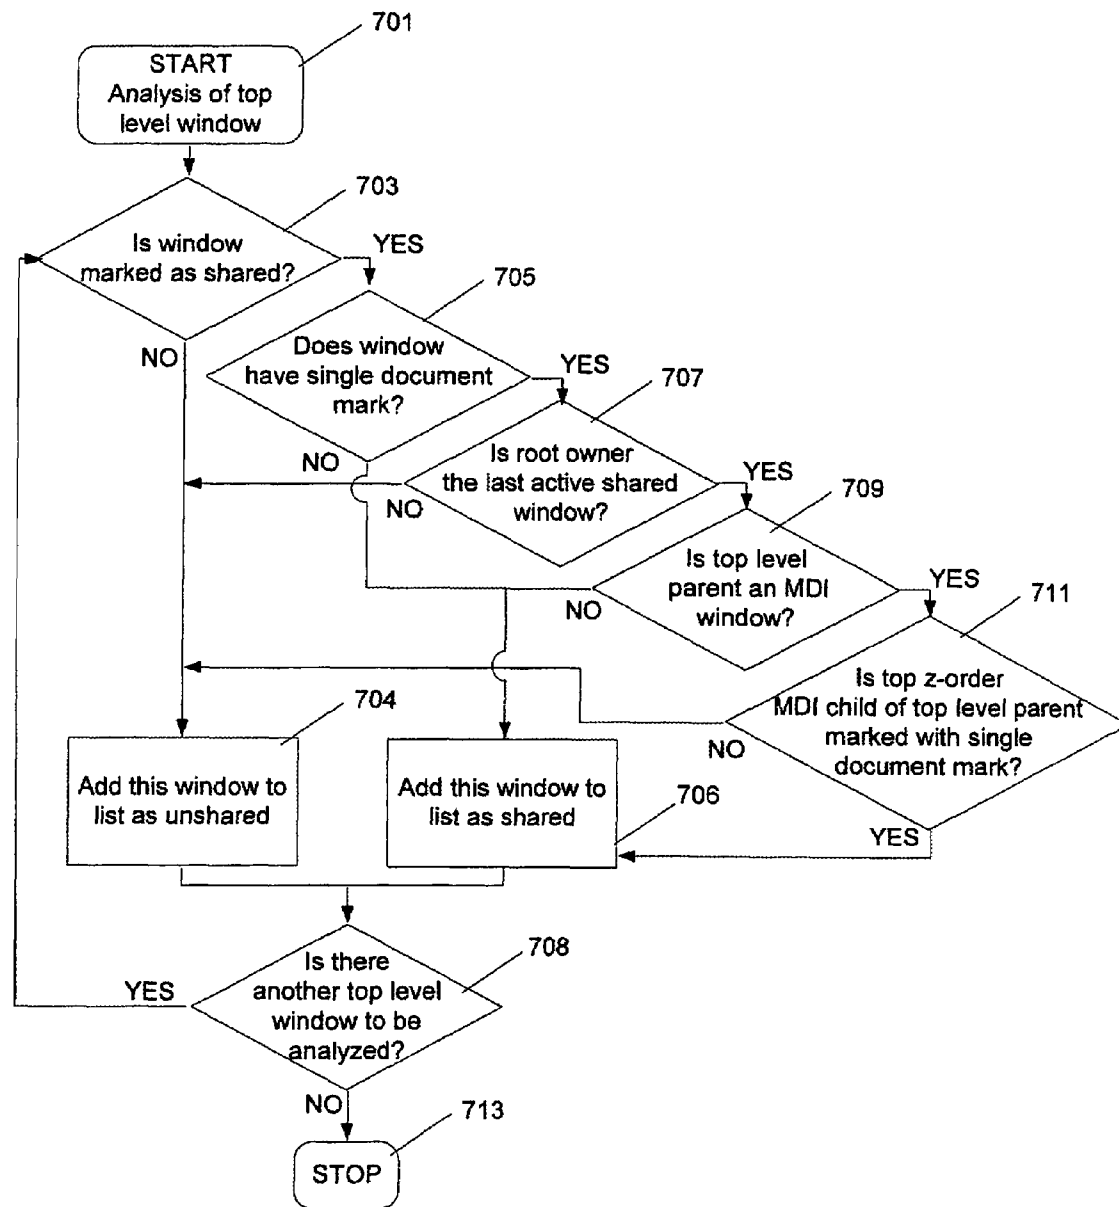 701
START
Analysis of top
level window
703
Is window
marked as shared?
YES
NO
705
Does window
have single document
mark?
YES
NO
707
Is root owner
the last active shared
window?
YES
NO
709
Is top level
parent an MDI
window?
YES
NO
711
Is top z-order
MDI child of top level parent
marked with single
document mark?
NO
YES
704
Add this window to
list as unshared
Add this window to
list as shared
706
708
Is there
another top level
window to be
analyzed?
YES
NO
713
STOP